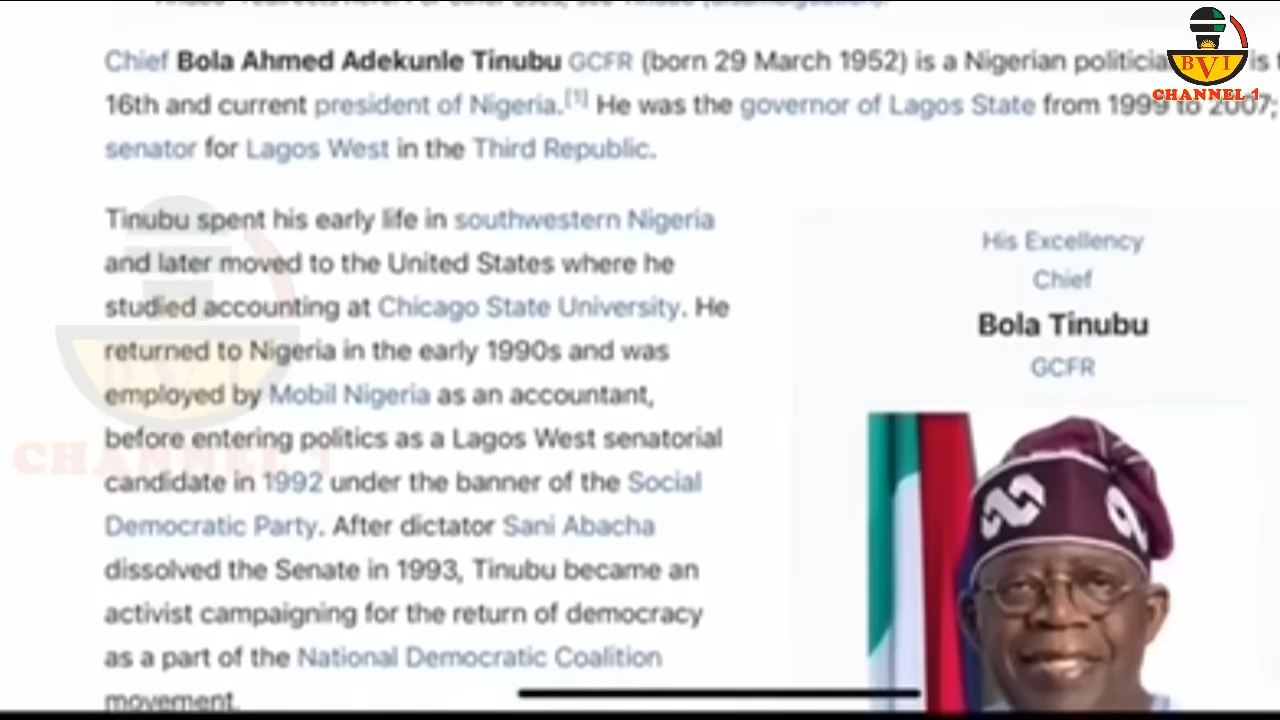 Chief Bola Ahmed Adekunle Tinubu GCFR (born 29 March 1952) is a Nigerian politicia is t
16th and current president of Nigeria.[1] He was the governor of Lagos State from 1999 to 2007;
senator for Lagos West in the Third Republic.
Tinubu spent his early life in southwestern Nigeria
and later moved to the United States where he
studied accounting at Chicago State University. He
returned to Nigeria in the early 1990s and was
employed by Mobil Nigeria as an accountant,
before entering politics as a Lagos West senatorial
candidate in 1992 under the banner of the Social
Democratic Party. After dictator Sani Abacha
dissolved the Senate in 1993, Tinubu became an
activist campaigning for the return of democracy
as a part of the National Democratic Coalition
movement.
His Excellency
Chief
Bola Tinubu
GCFR
BVI
CHANNEL 1
BVI
CHANNEL 1